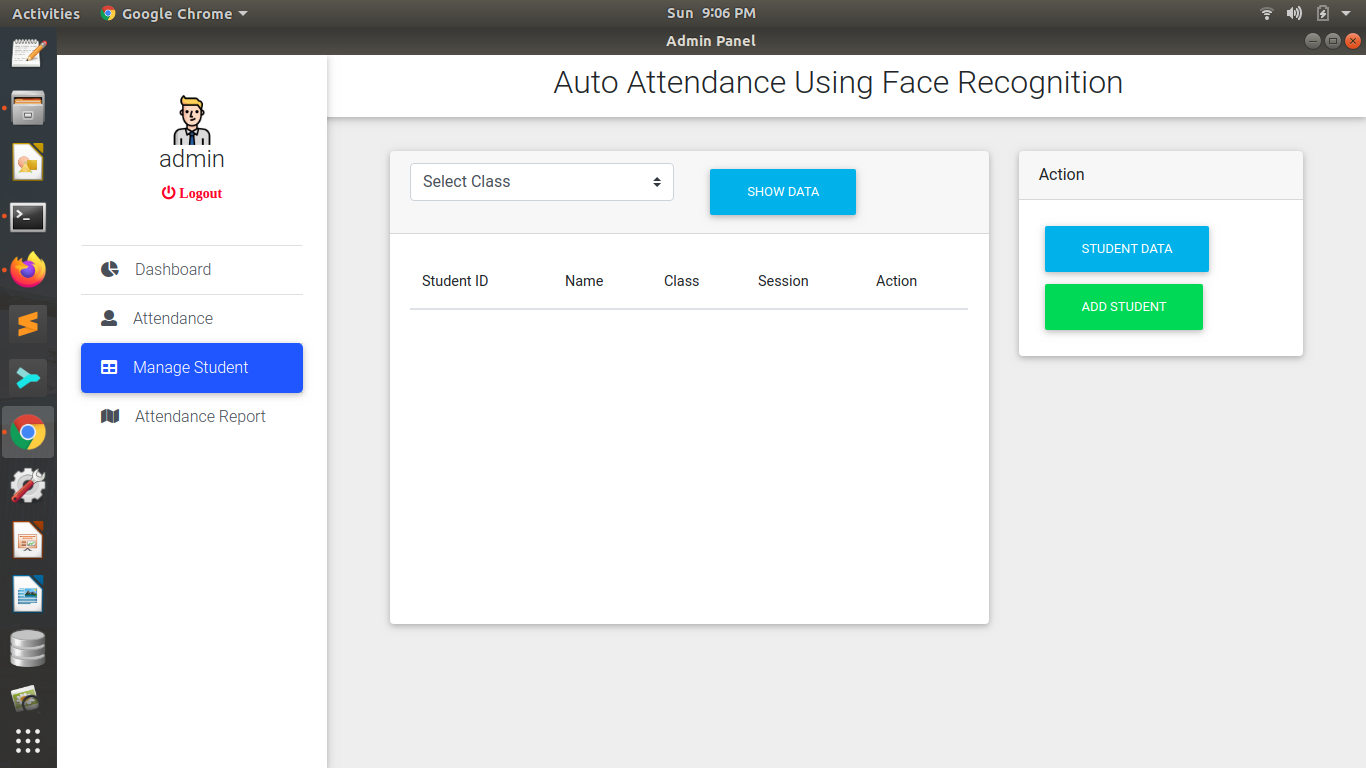 Activities Google Chrome Sun 9:06 PM
Admin Panel
Auto Attendance Using Face Recognition
admin
Logout
Dashboard
Attendance
Manage Student
Attendance Report
Select Class SHOW DATA
Student ID Name Class Session Action
Action
STUDENT DATA
ADD STUDENT